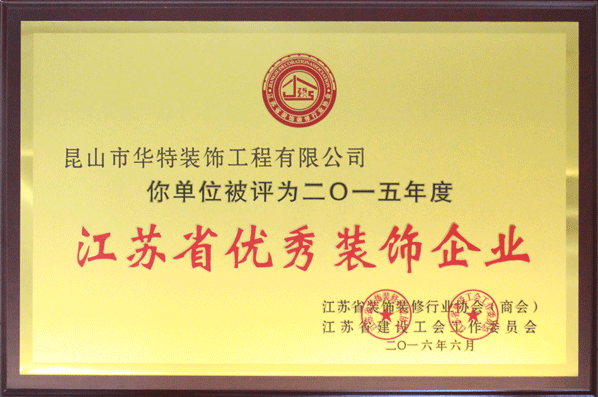 昆山市华特装饰工程有限公司
你单位被评为二〇一五年度
江苏省优秀装饰企业
江苏省装饰装修行业协会（商会）
江苏省建设工会工作委员会
二〇一六年六月